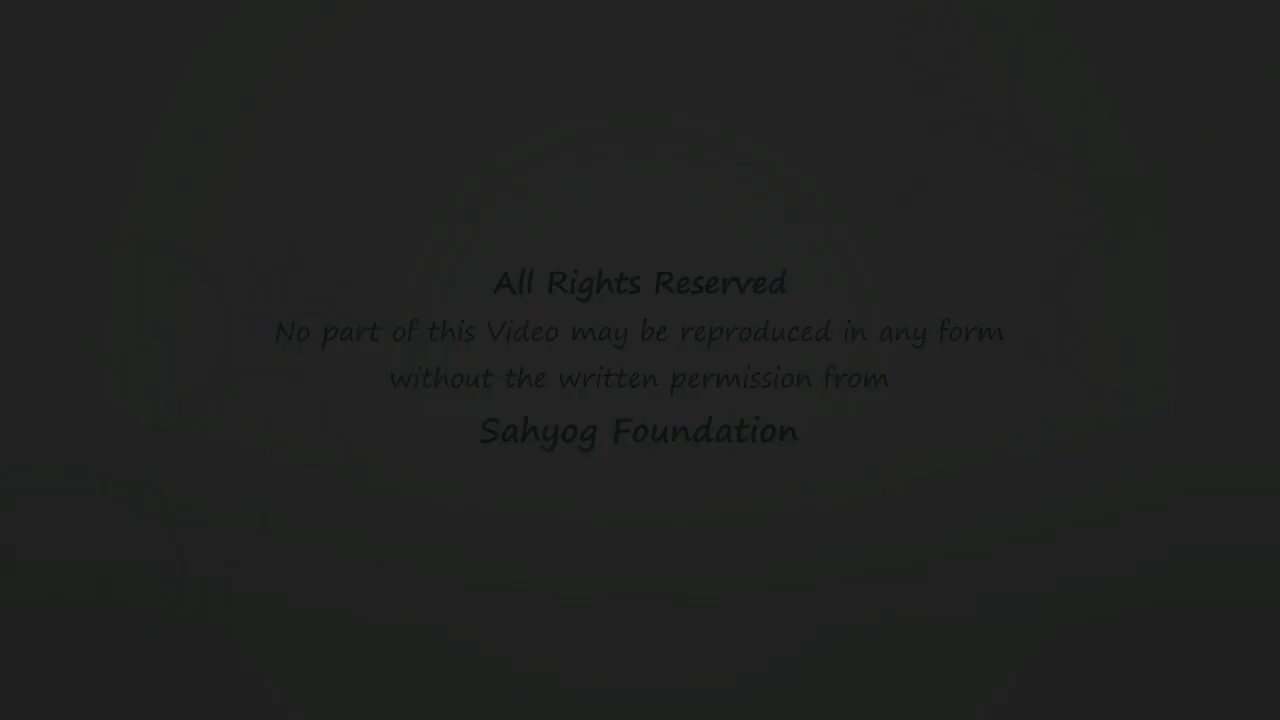 All Rights Reserved
No part of this Video may be reproduced in any form
without the written permission from
Sahyog Foundation